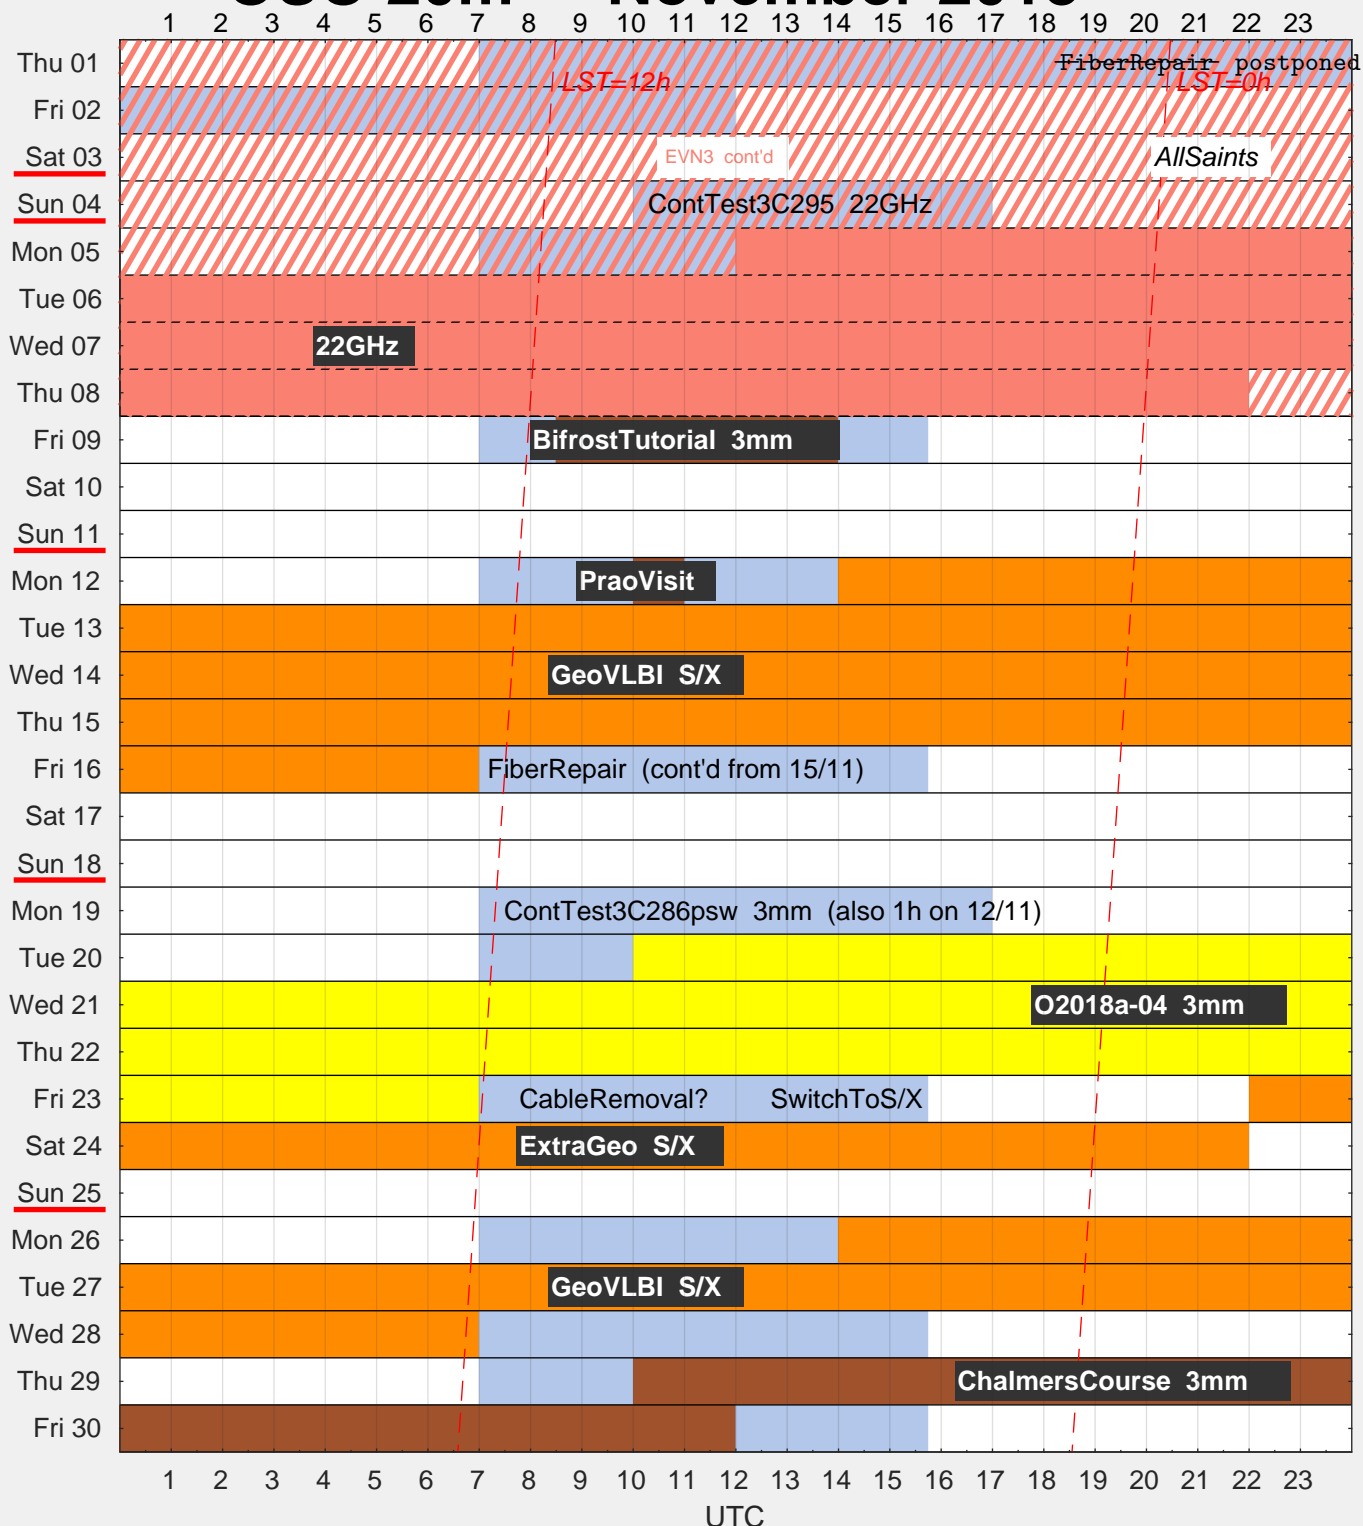 1 2 3 4 5 6 7 8 9 10 11 12 13 14 15 16 17 18 19 20 21 22 23
Thu 01 FiberRepair postponed
LST=12h LST=0h
Fri 02
Sat 03 EVN3 cont'd AllSaints
Sun 04 ContTest3C295 22GHz
Mon 05
Tue 06
Wed 07 22GHz
Thu 08
Fri 09 BifrostTutorial 3mm
Sat 10
Sun 11
Mon 12 PraoVisit
Tue 13
Wed 14 GeoVLBI S/X
Thu 15
Fri 16 FiberRepair (cont'd from 15/11)
Sat 17
Sun 18
Mon 19 ContTest3C286psw 3mm (also 1h on 12/11)
Tue 20
Wed 21 O2018a-04 3mm
Thu 22
Fri 23 CableRemoval? SwitchToS/X
Sat 24 ExtraGeo S/X
Sun 25
Mon 26
Tue 27 GeoVLBI S/X
Wed 28
Thu 29 ChalmersCourse 3mm
Fri 30
1 2 3 4 5 6 7 8 9 10 11 12 13 14 15 16 17 18 19 20 21 22 23
UTC